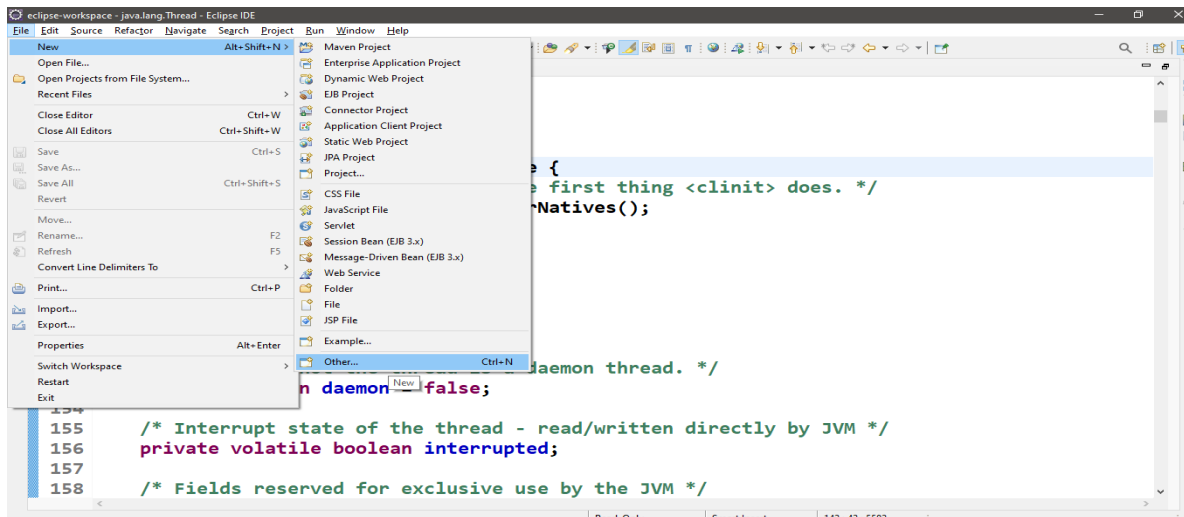 eclipse-workspace - java.lang.Thread - Eclipse IDE
File Edit Source Refactor Navigate Search Project Run Window Help
New Alt+Shift+N >
Open File...
Open Projects from File System...
Recent Files >
Close Editor Ctrl+W
Close All Editors Ctrl+Shift+W
Save Ctrl+S
Save As...
Save All Ctrl+Shift+S
Revert
Move...
Rename... F2
Refresh F5
Convert Line Delimiters To >
Print... Ctrl+P
Import...
Export...
Properties Alt+Enter
Switch Workspace >
Restart
Exit
Maven Project
Enterprise Application Project
Dynamic Web Project
EJB Project
Connector Project
Application Client Project
Static Web Project
JPA Project
Project...
CSS File
JavaScript File
Servlet
Session Bean (EJB 3.x)
Message-Driven Bean (EJB 3.x)
Web Service
Folder
File
JSP File
Example...
Other... Ctrl+N
New
{
first thing <clinit> does. */
rNatives();
daemon thread. */
n daemon = false;
154
155 /* Interrupt state of the thread - read/written directly by JVM */
156 private volatile boolean interrupted;
157
158 /* Fields reserved for exclusive use by the JVM */